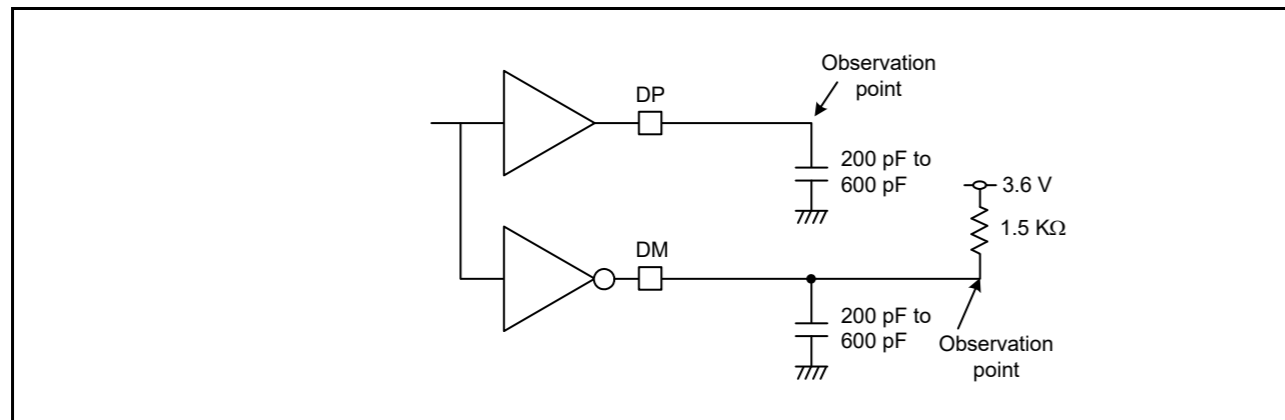 DP
Observation
point
200 pF to
600 pF
3.6 V
1.5 KΩ
DM
200 pF to
600 pF
Observation
point